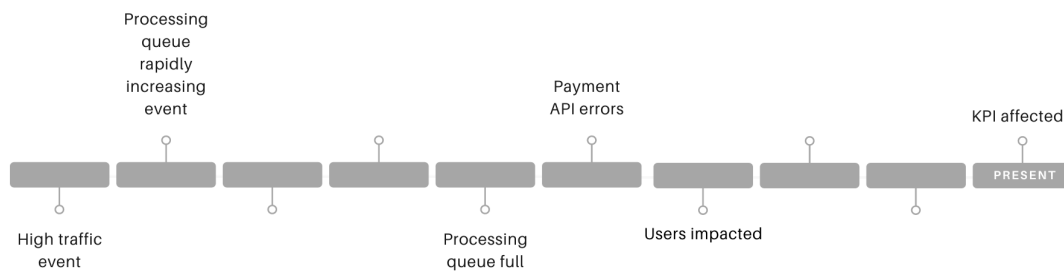 Processing
queue
rapidly
increasing
event
Payment
API errors
KPI affected
PRESENT
High traffic
event
Processing
queue full
Users impacted